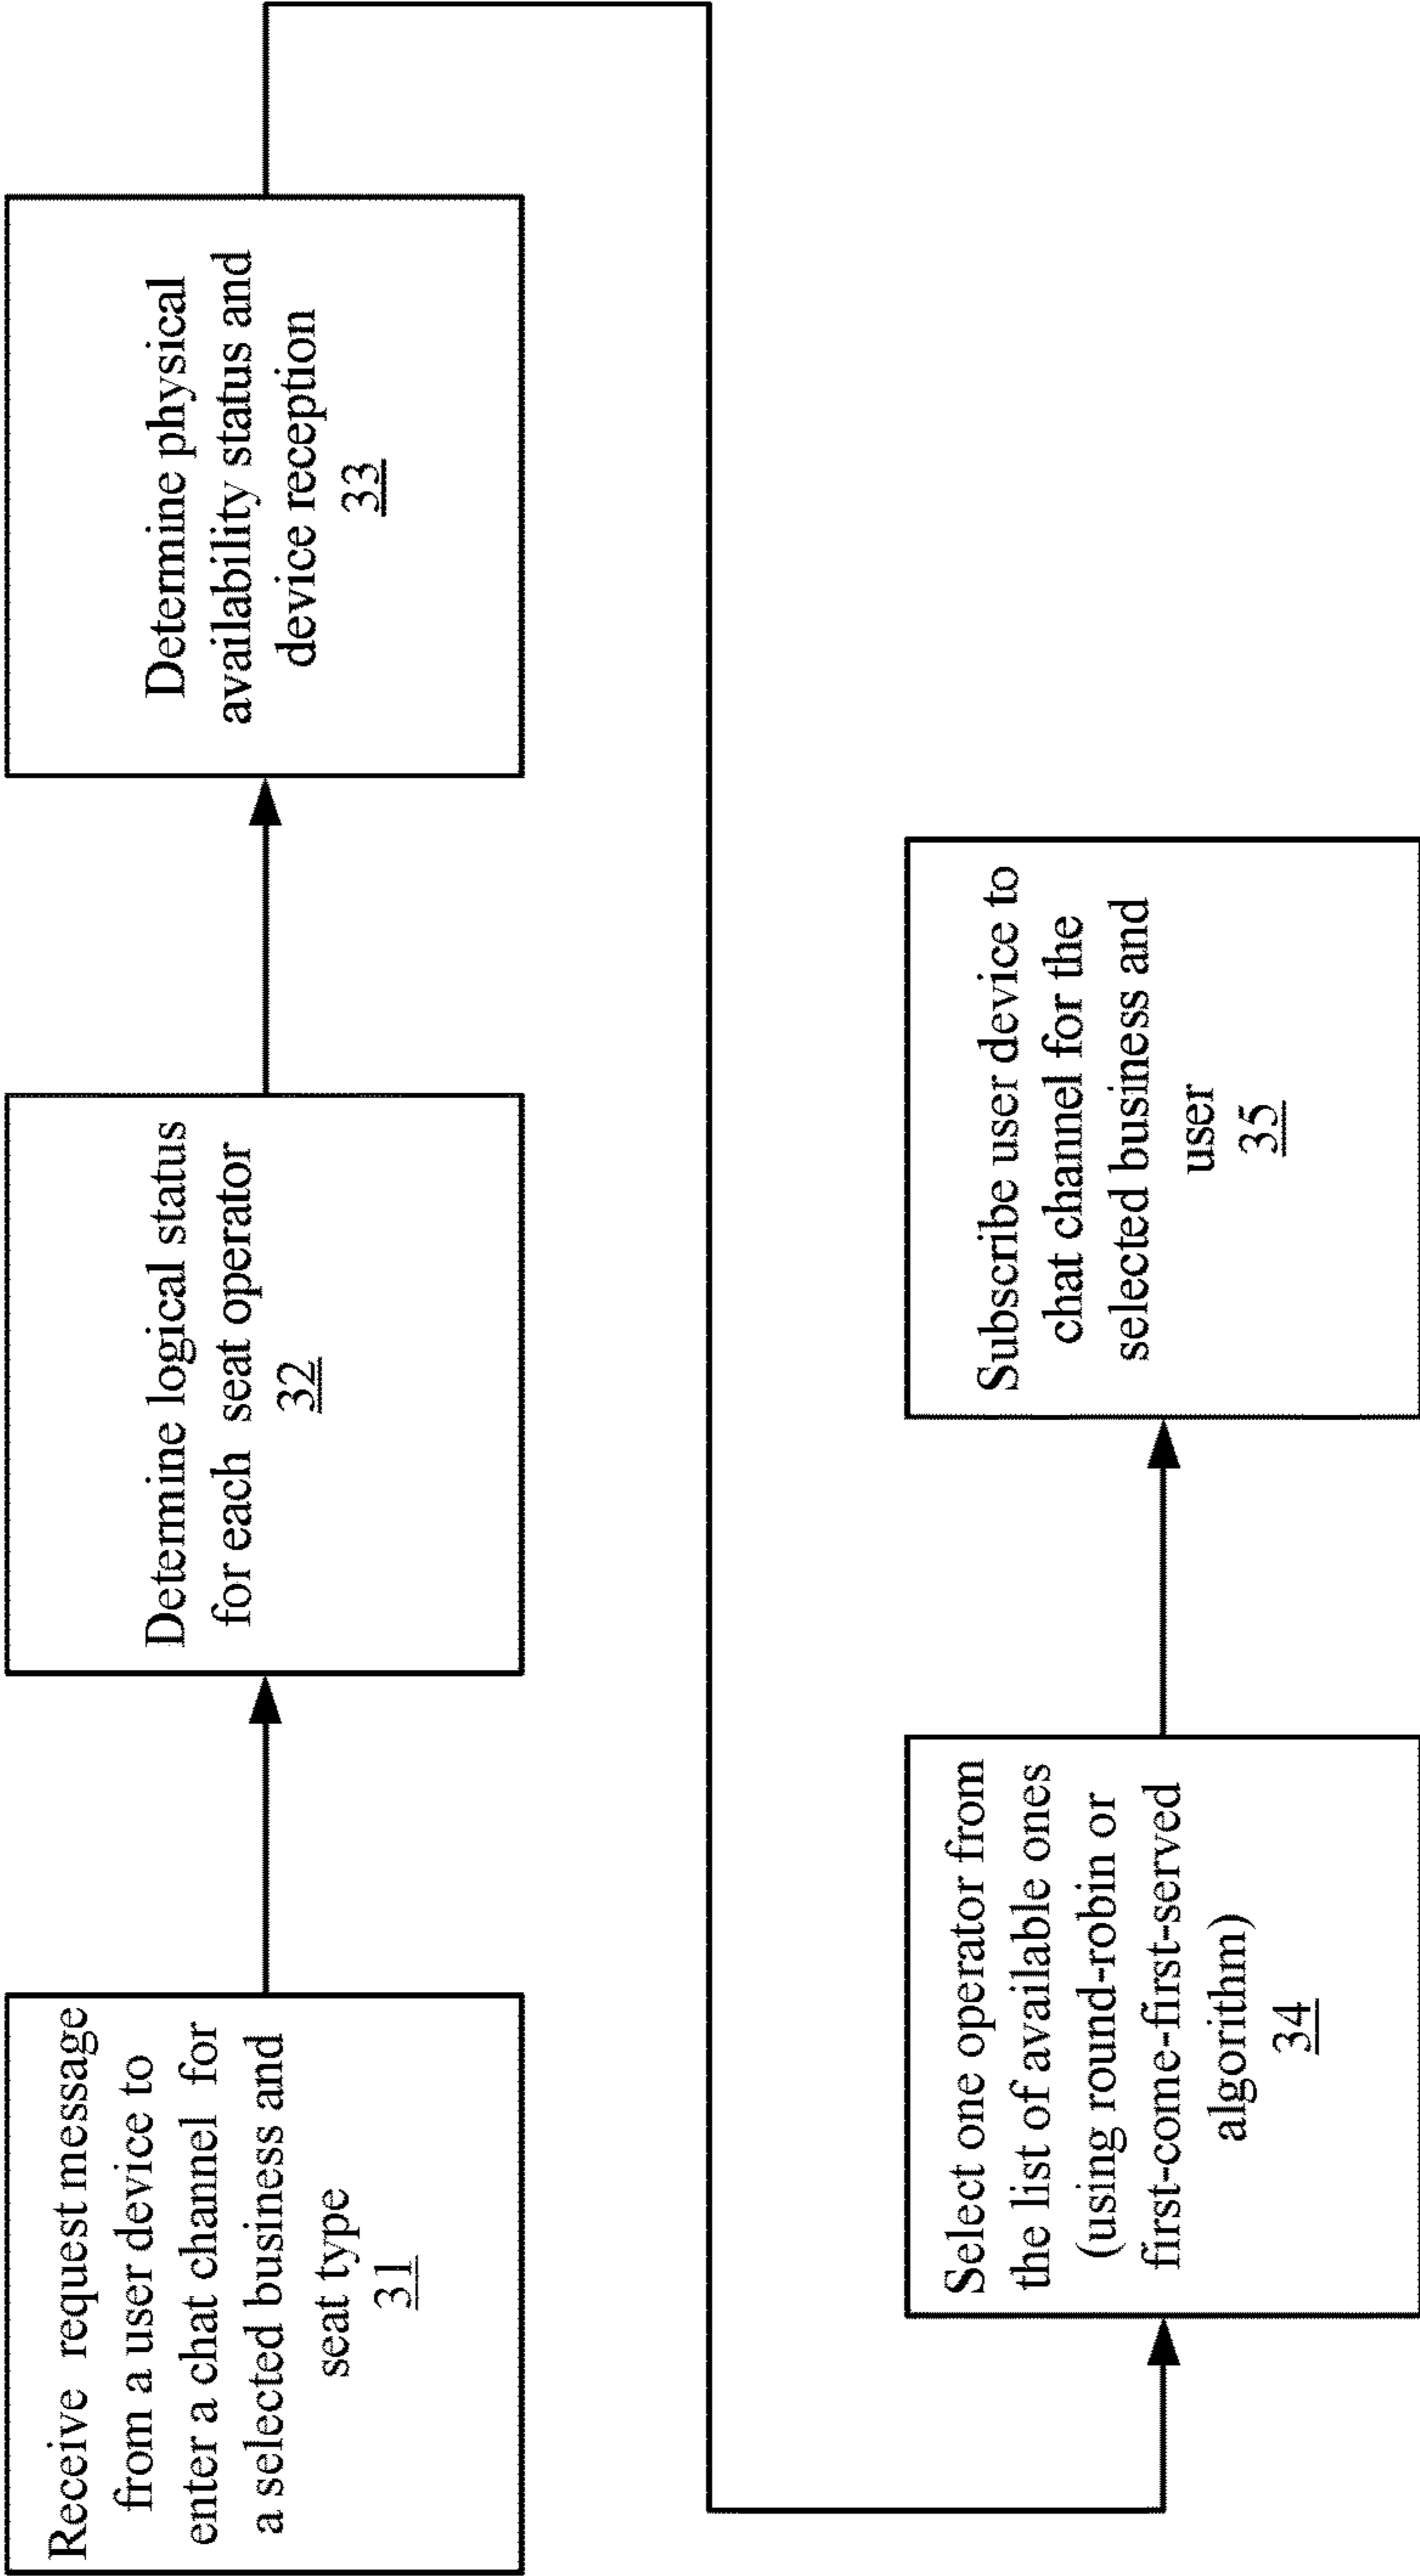 Receive request message
from a user device to
enter a chat channel for
a selected business and
seat type
31
Determine logical status
for each seat operator
32
Determine physical
availability status and
device reception
33
Select one operator from
the list of available ones
(using round-robin or
first-come-first-served
algorithm)
34
Subscribe user device to
chat channel for the
selected business and
user
35